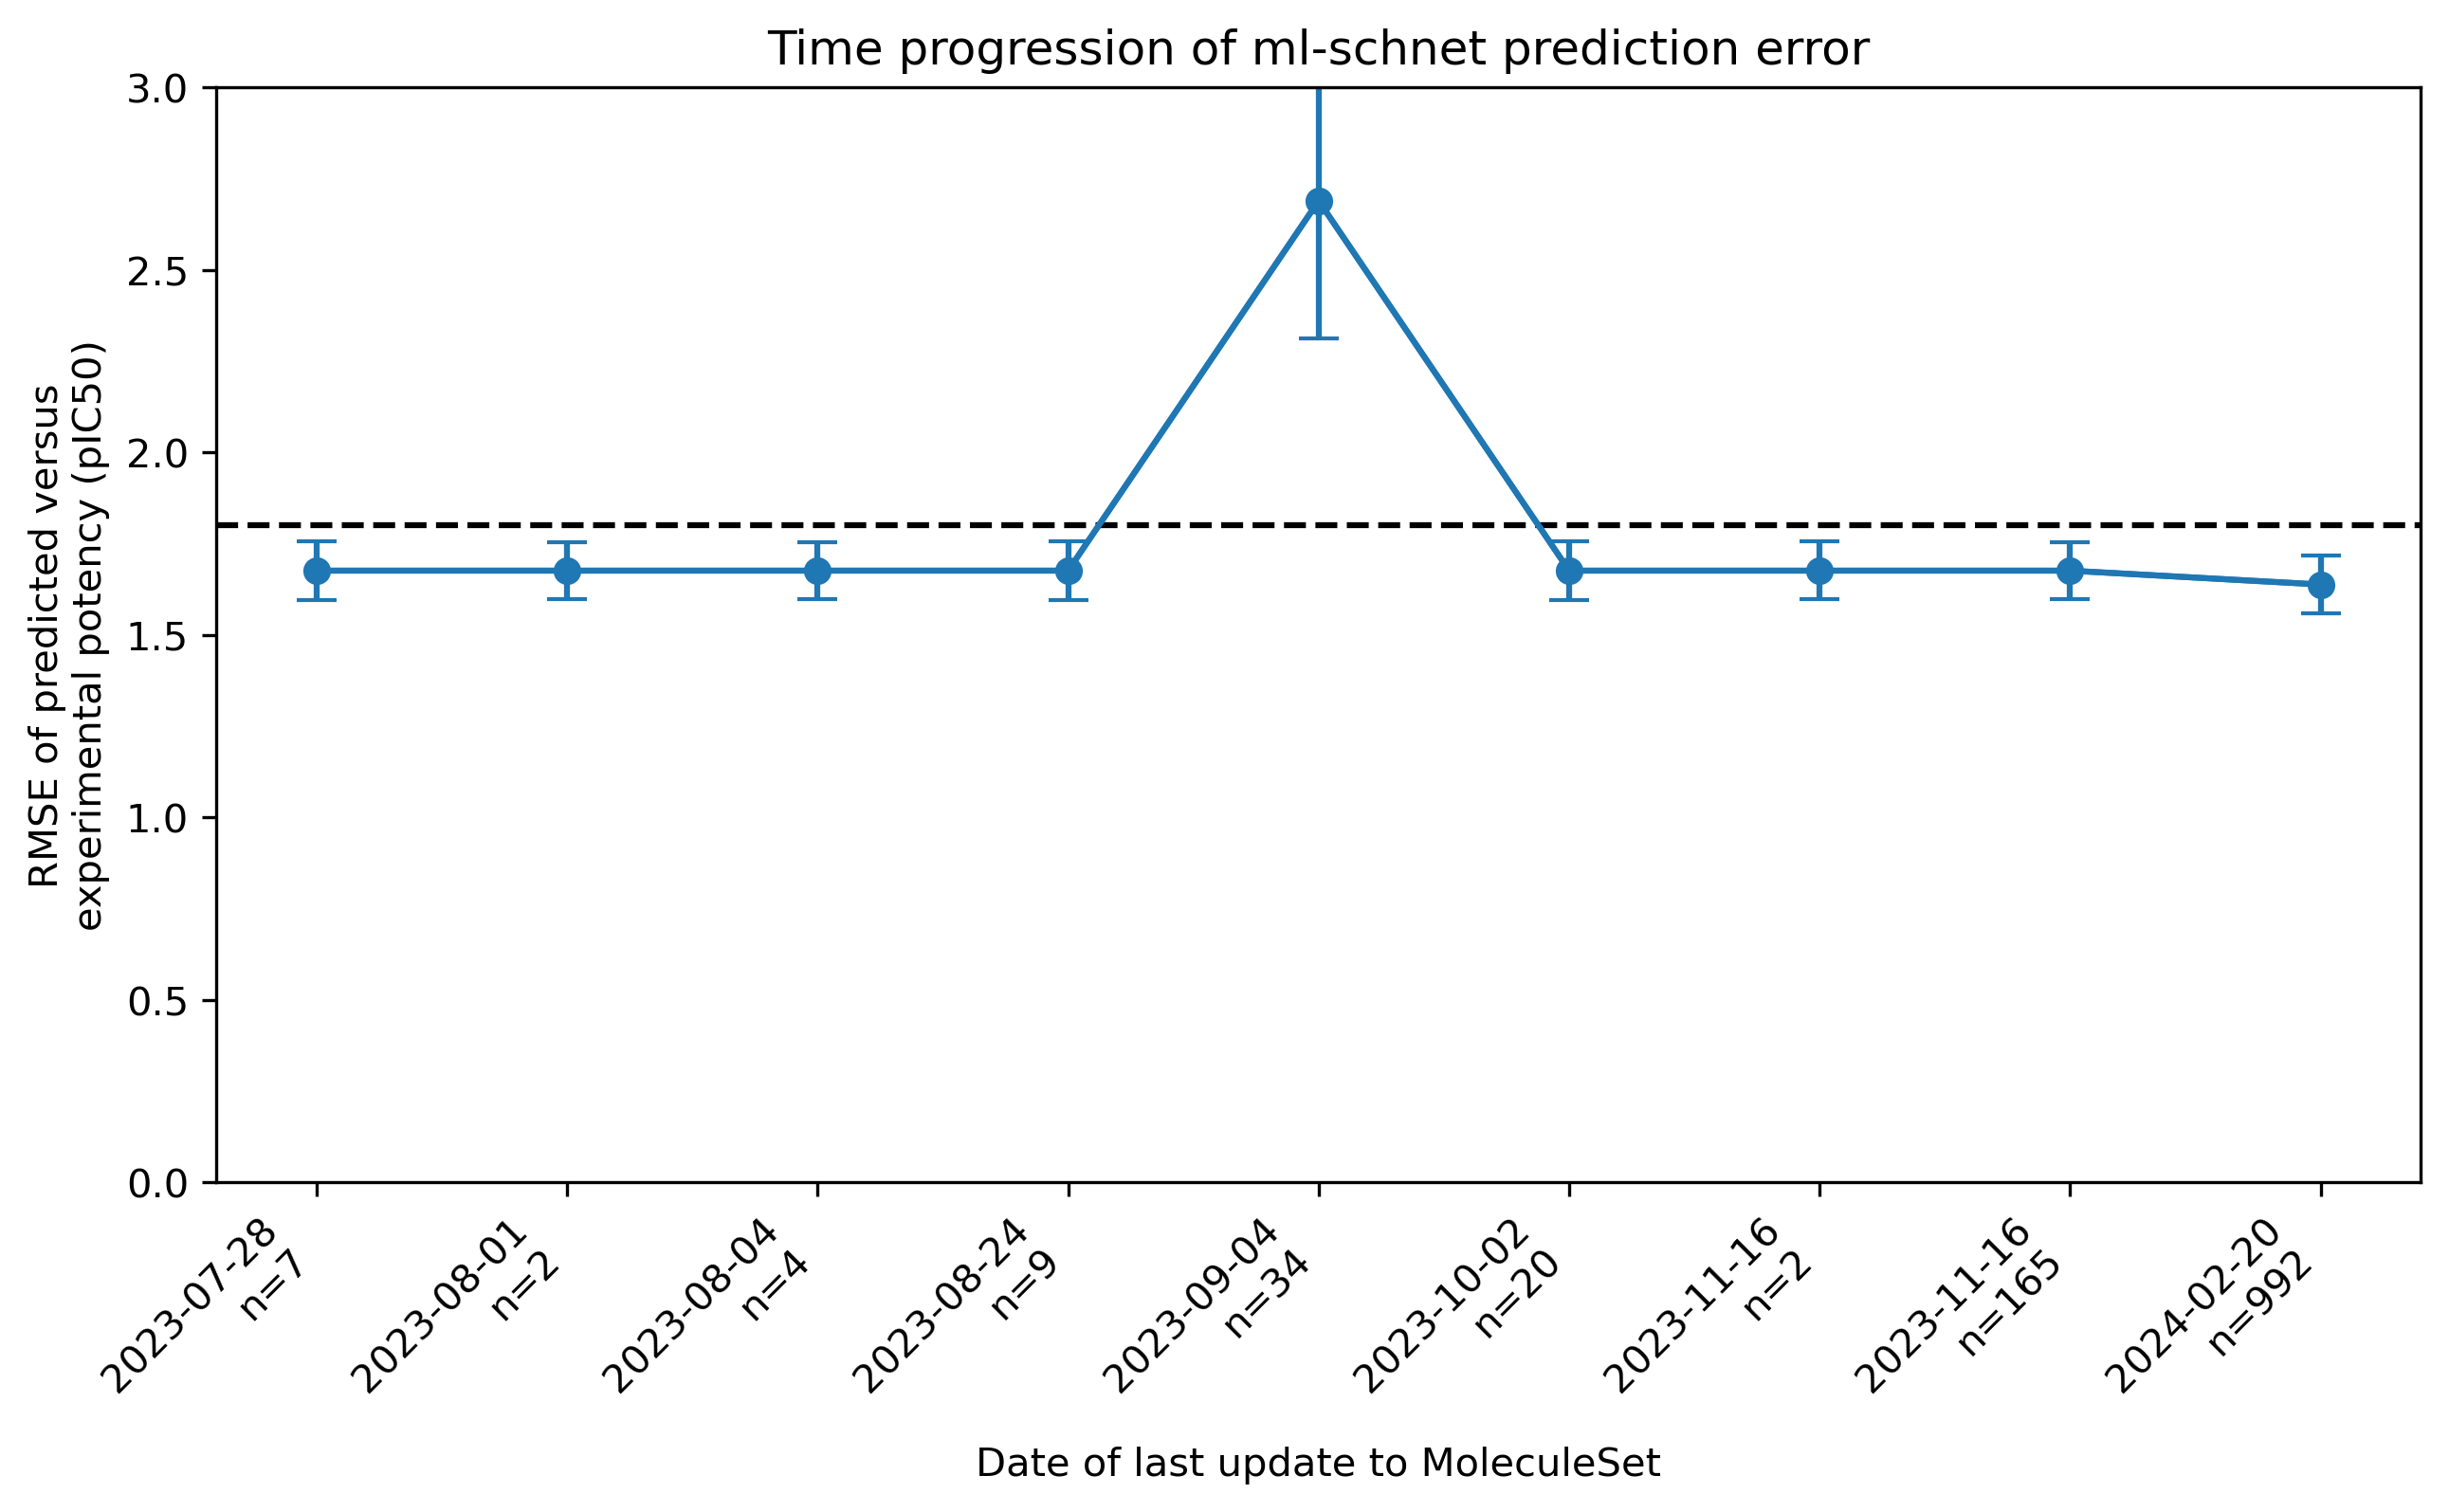 Time progression of ml-schnet prediction error
RMSE of predicted versus
experimental potency (pIC50)
3.0
2.5
2.0
1.5
1.0
0.5
0.0
2023-07-28
n=7
2023-08-01
n=2
2023-08-04
n=4
2023-08-24
n=9
2023-09-04
n=34
2023-10-02
n=20
2023-11-16
n=2
2023-11-16
n=165
2024-02-20
n=992
Date of last update to MoleculeSet